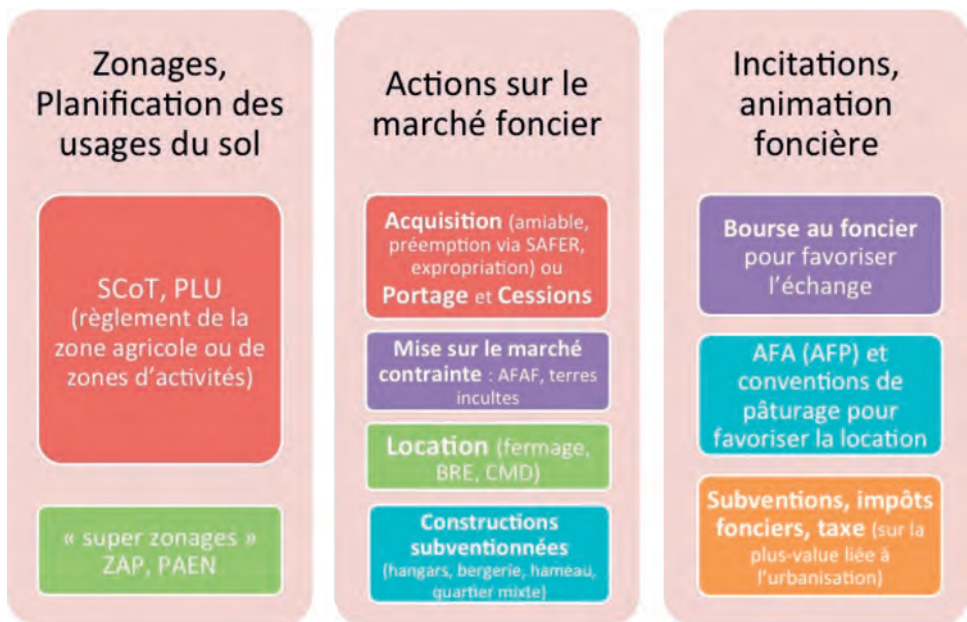 Zonages,
Planification des
usages du sol
SCoT, PLU
(règlement de la
zone agricole ou de
zones d'activités)
« super zonages »
ZAP, PAEN
Actions sur le
marché foncier
Acquisition (amiable,
préemption via SAFER,
expropriation) ou
Portage et Cessions
Mise sur le marché
contrainte : AFAF, terres
incultes
Location (fermage,
BRE, CMD)
Constructions
subventionnées
(hangars, bergerie, hameau,
quartier mixte)
Incitations,
animation
foncière
Bourse au foncier
pour favoriser
l'échange
AFA (AFP) et
conventions de
pâturage pour
favoriser la location
Subventions, impôts
fonciers, taxe (sur la
plus-value liée à
l'urbanisation)